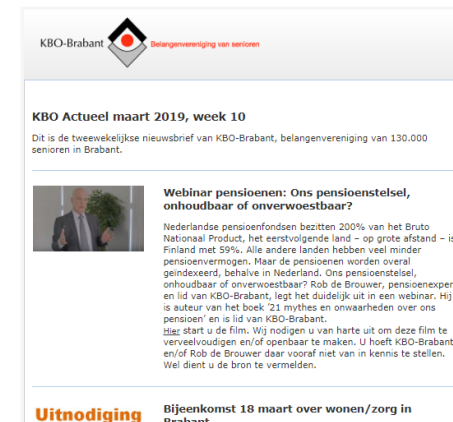 KBO-Brabant
Belangenvereniging van senioren
KBO Actueel maart 2019, week 10
Dit is de tweewekelijkse nieuwsbrief van KBO-Brabant, belangenvereniging van 130.000
senioren in Brabant.
Webinar pensioenen: Ons pensioenstelsel,
onhoudbaar of onverwoestbaar?
Nederlandse pensioenfondsen bezitten 200% van het Bruto
Nationaal Product, het eerstvolgende land – op grote afstand – is
Finland met 59%. Alle andere landen hebben veel minder
pensioenvermogen. Maar de pensioenen worden overal
geïndexeerd, behalve in Nederland. Ons pensioenstelsel,
onhoudbaar of onverwoestbaar? Rob de Brouwer, pensioenexper
en lid van KBO-Brabant, legt het duidelijk uit in een webinar. Hij
is auteur van het boek '21 mythes en onwaarheden over ons
pensioen' en is lid van KBO-Brabant.
Hier start u de film. Wij nodigen u van harte uit om deze film te
verveelvoudigen en/of openbaar te maken. U hoeft KBO-Brabant
en/of Rob de Brouwer daar vooraf niet van in kennis te stellen.
Wel dient u de bron te vermelden.
Uitnodiging
Bijeenkomst 18 maart over wonen/zorg in
Brabant